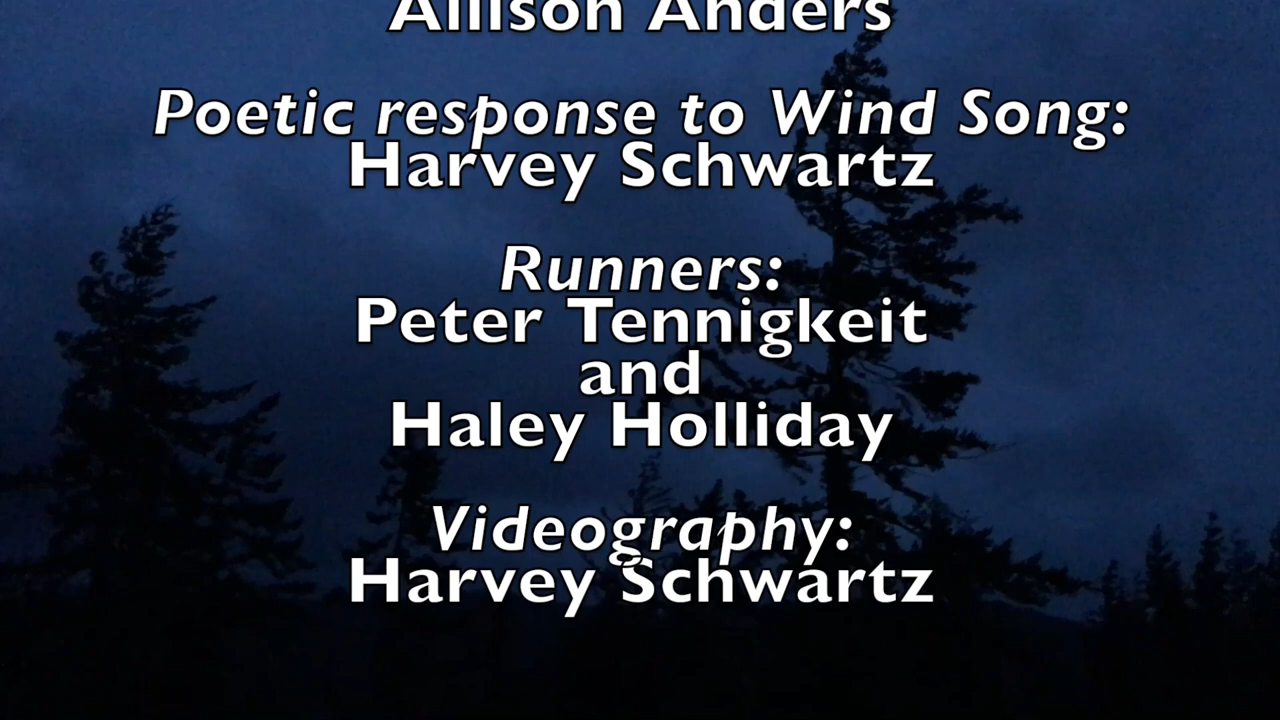 Allison Anders
Poetic response to Wind Song:
Harvey Schwartz
Runners:
Peter Tennigkeit
and
Haley Holliday
Videography:
Harvey Schwartz